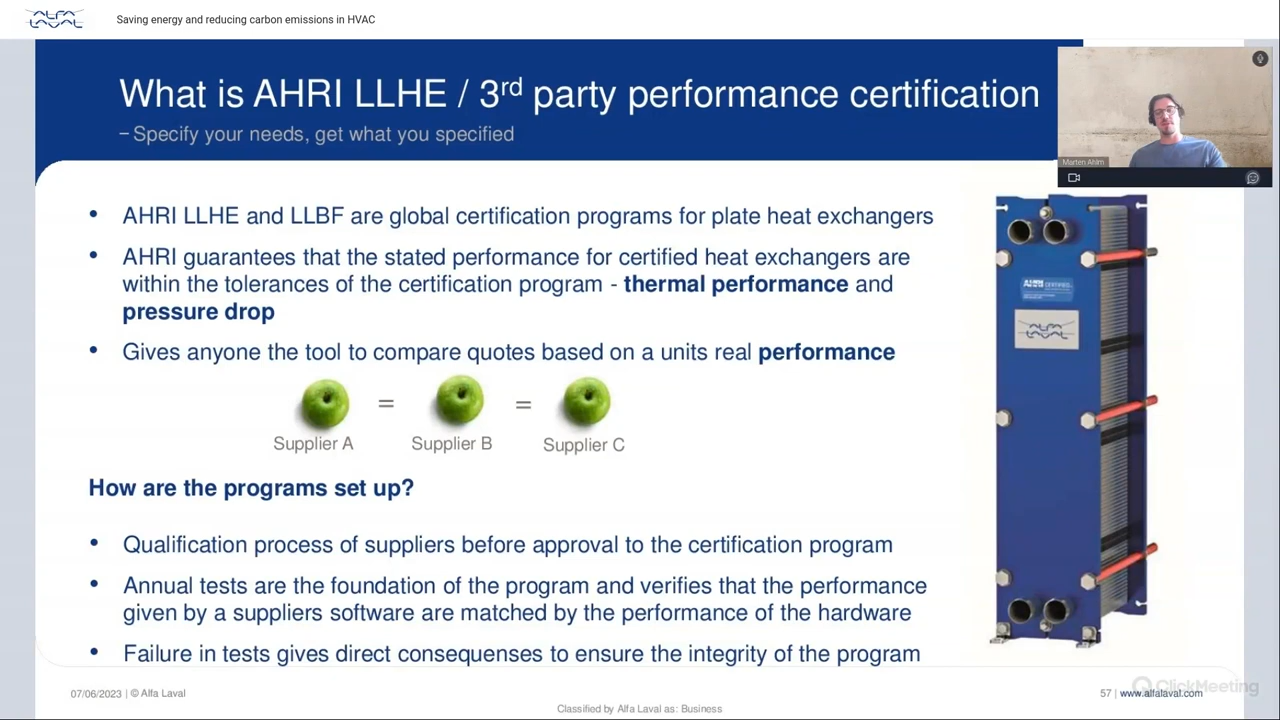 ALFA LAVAL
Saving energy and reducing carbon emissions in HVAC
What is AHRI LLHE / 3rd party performance certification
– Specify your needs, get what you specified
Marten Ahlm
• AHRI LLHE and LLBF are global certification programs for plate heat exchangers
• AHRI guarantees that the stated performance for certified heat exchangers are
within the tolerances of the certification program - thermal performance and
pressure drop
• Gives anyone the tool to compare quotes based on a units real performance
= =
Supplier A Supplier B Supplier C
AHRI CERTIFIED
ALFA LAVAL
How are the programs set up?
• Qualification process of suppliers before approval to the certification program
• Annual tests are the foundation of the program and verifies that the performance
given by a suppliers software are matched by the performance of the hardware
• Failure in tests gives direct consequenses to ensure the integrity of the program
07/06/2023 | © Alfa Laval
57 | www.alfalaval.com
ClickMeeting
Classified by Alfa Laval as: Business